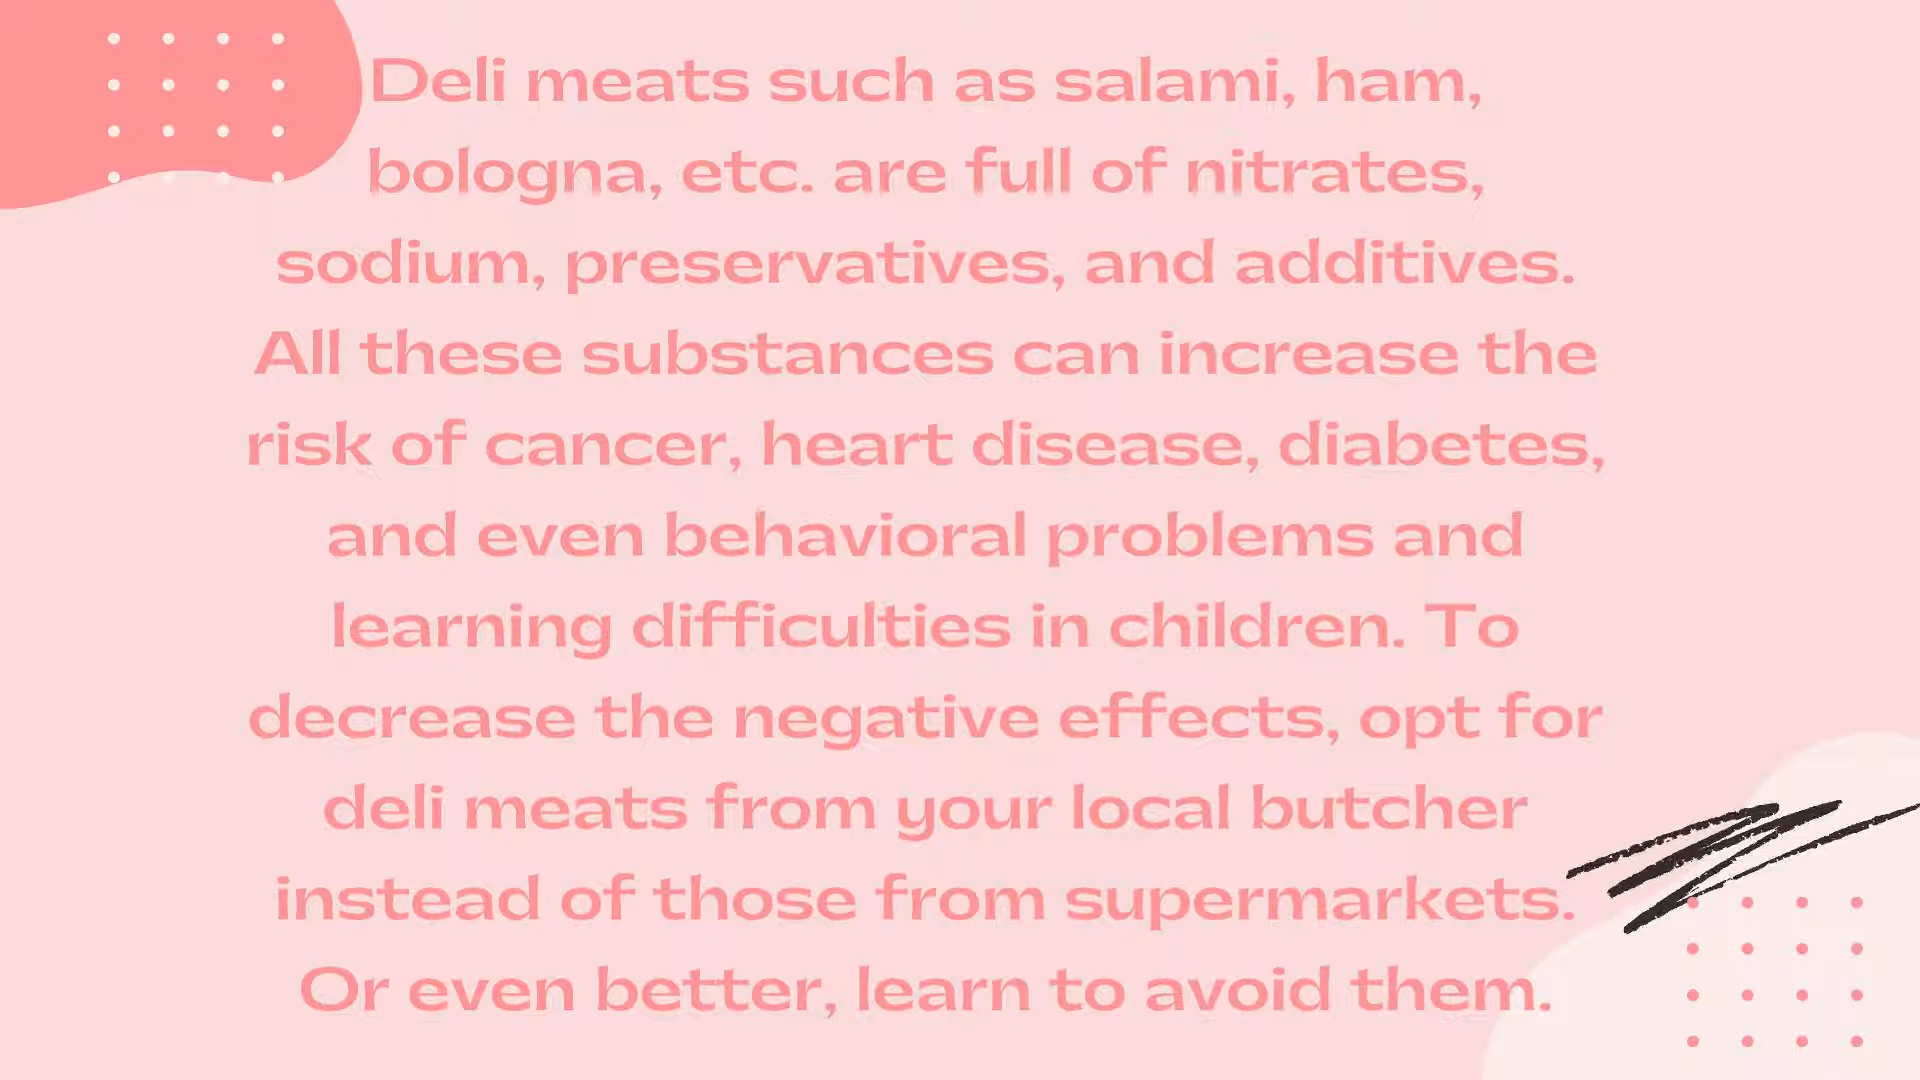 Deli meats such as salami, ham,
bologna, etc. are full of nitrates,
sodium, preservatives, and additives.
All these substances can increase the
risk of cancer, heart disease, diabetes,
and even behavioral problems and
learning difficulties in children. To
decrease the negative effects, opt for
deli meats from your local butcher
instead of those from supermarkets.
Or even better, learn to avoid them.